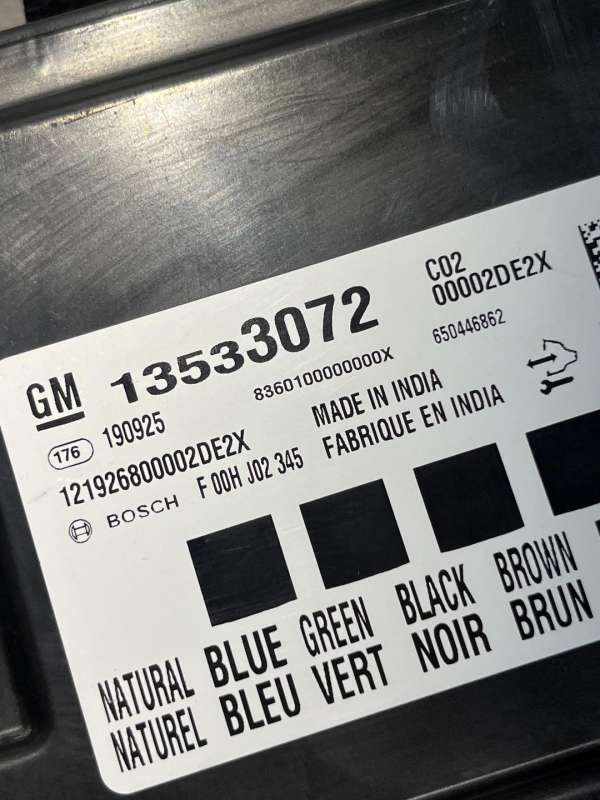 GM 13533072
C02
00002DE2X
8360100000000X
650446862
176 190925
121926800002DE2X
MADE IN INDIA
FABRIQUE EN INDIA
BOSCH F 00H J02 345
NATURAL BLUE GREEN BLACK BROWN
NATUREL BLEU VERT NOIR BRUN